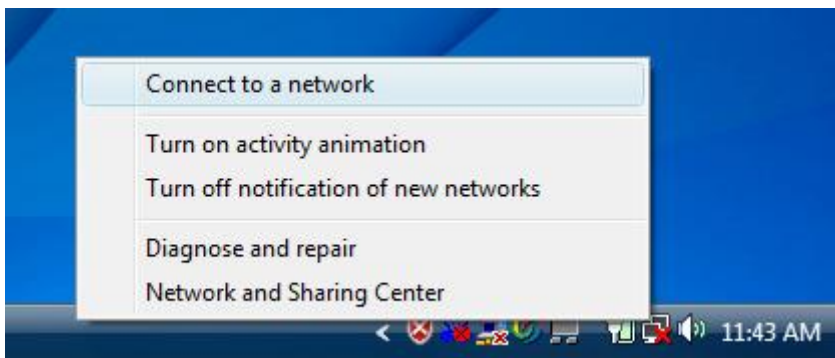 Connect to a network
Turn on activity animation
Turn off notification of new networks
Diagnose and repair
Network and Sharing Center
11:43 AM